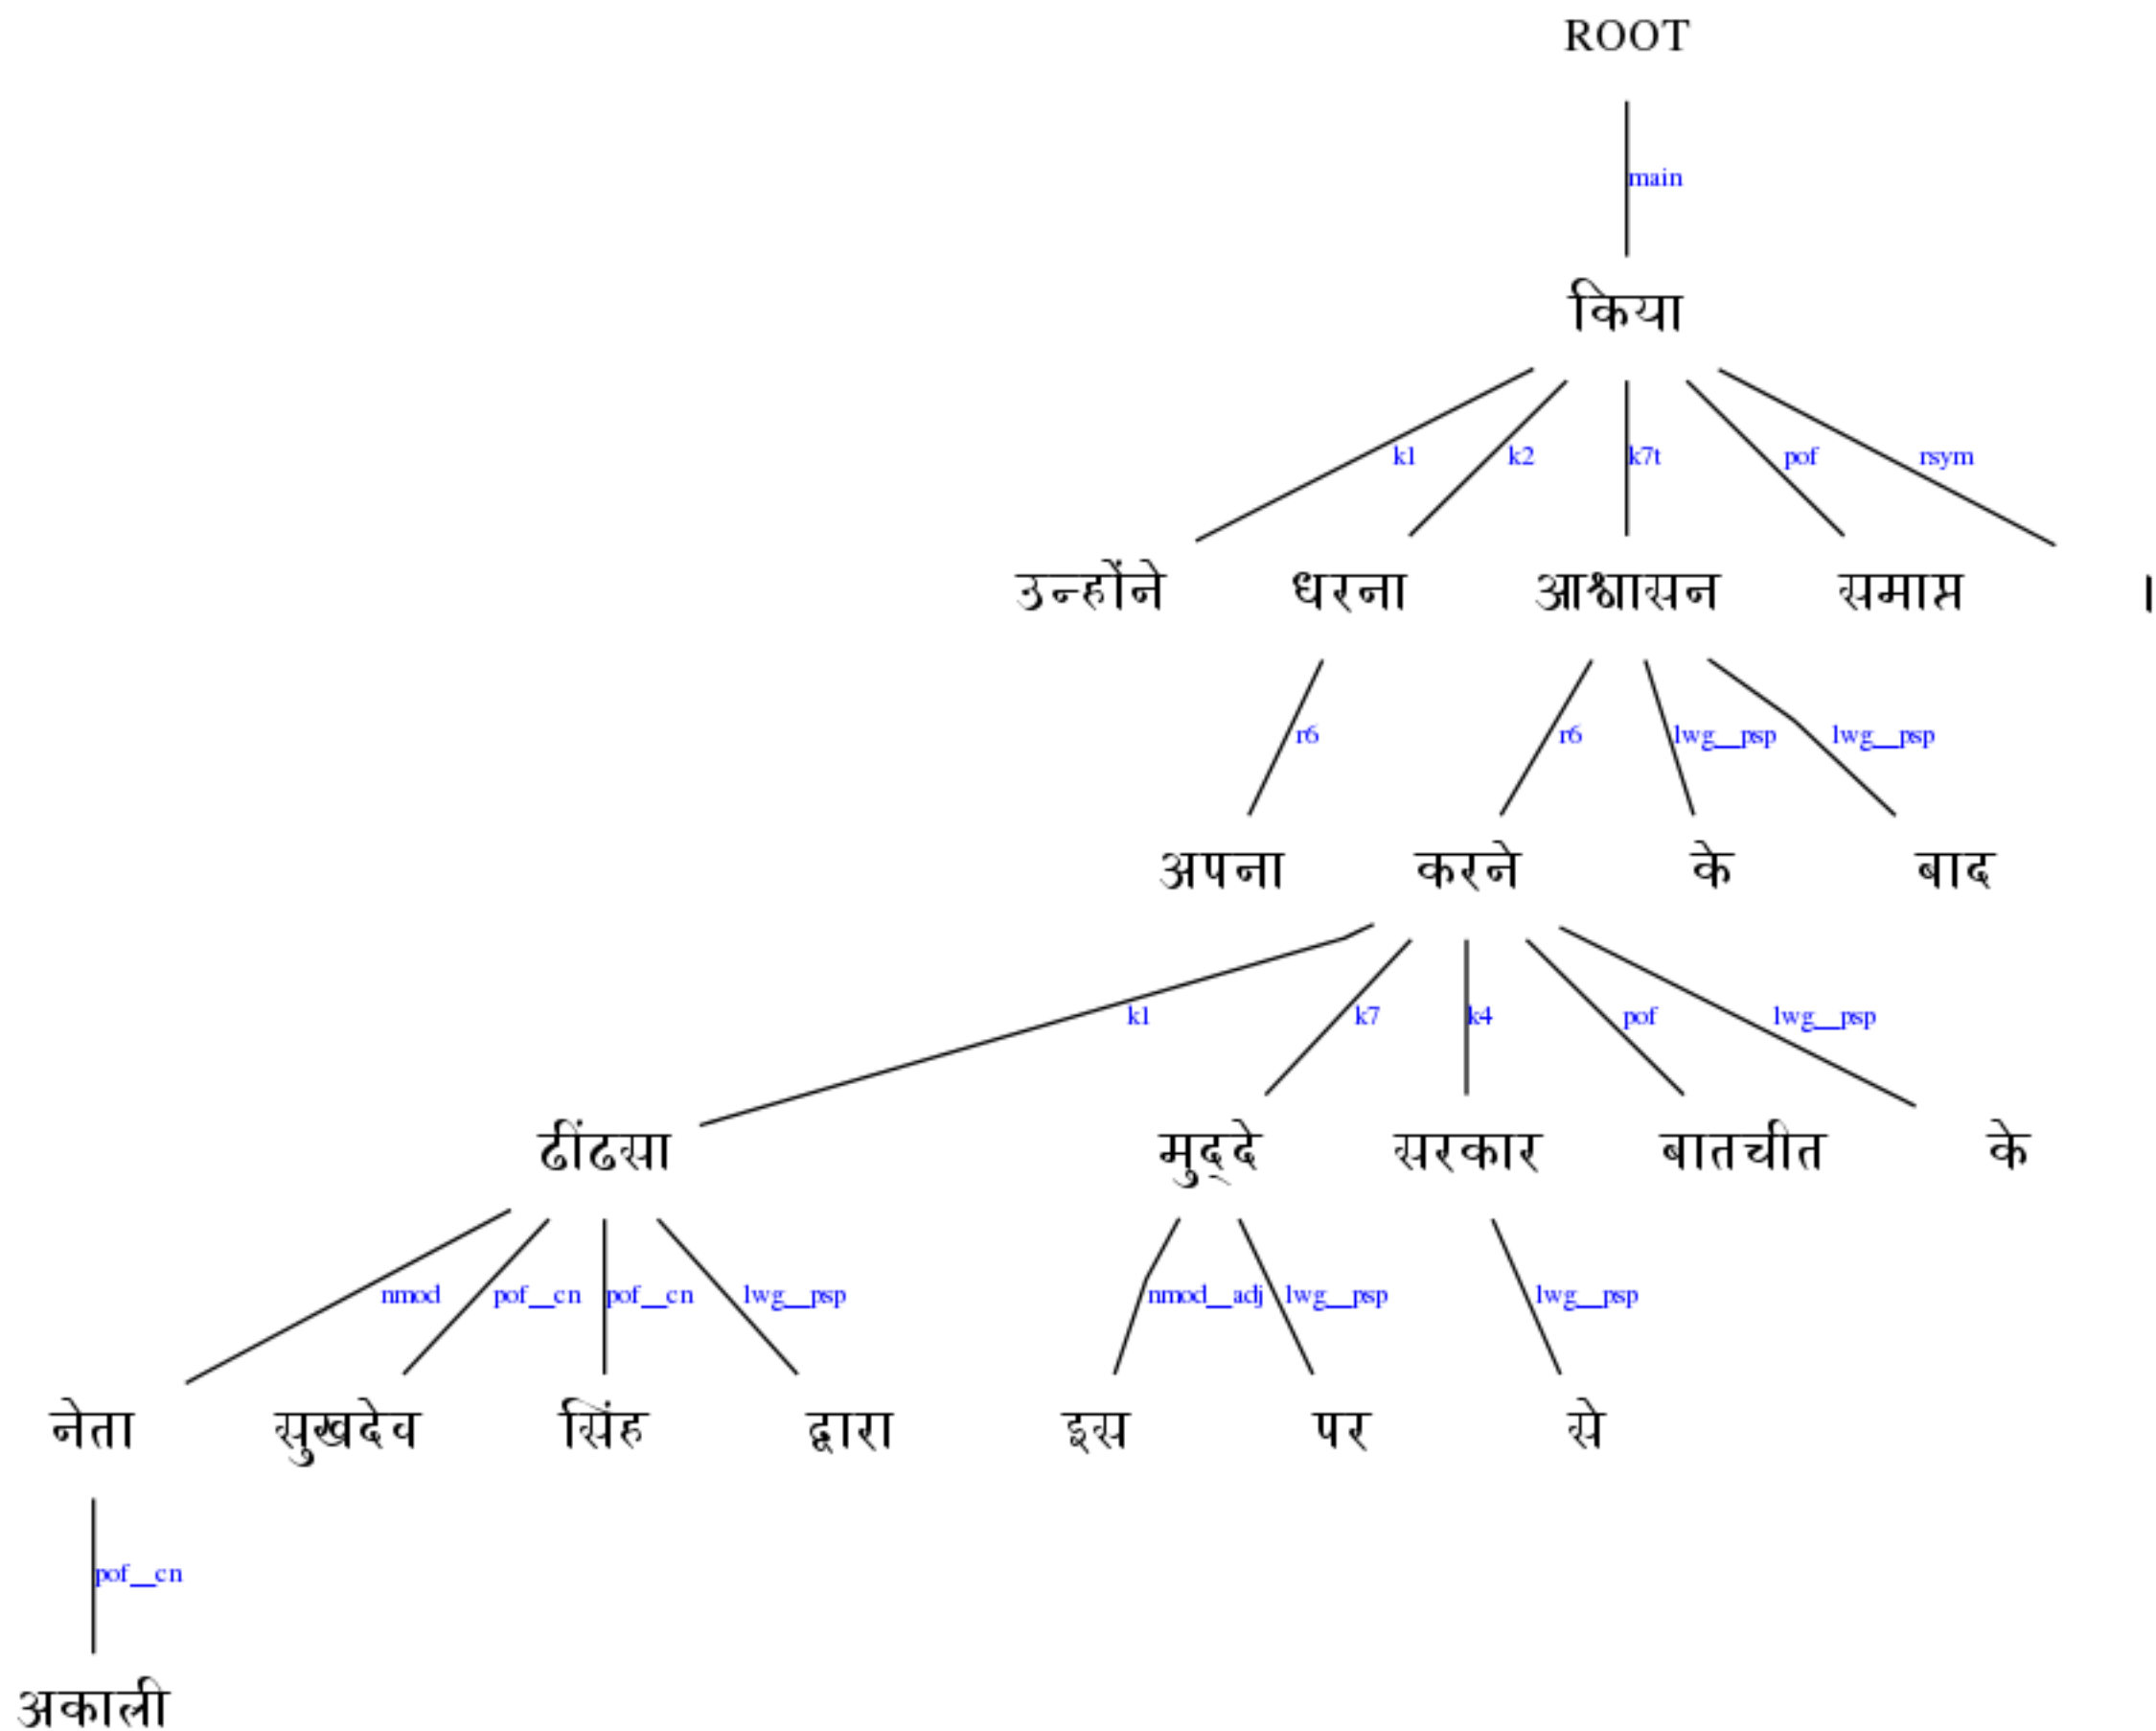 ROOT
main
किया
k1 k2 k7t pof rsym
उन्होंने धरना आश्वासन समाप्त ।
r6 r6 lwg__psp lwg__psp
अपना करने के बाद
k1 k7 k4 pof lwg__psp
ढींढसा मुद्दे सरकार बातचीत के
nmod pof__cn pof__cn lwg__psp nmod__adj lwg__psp lwg__psp
नेता सुखदेव सिंह द्वारा इस पर से
pof__cn
अकाली